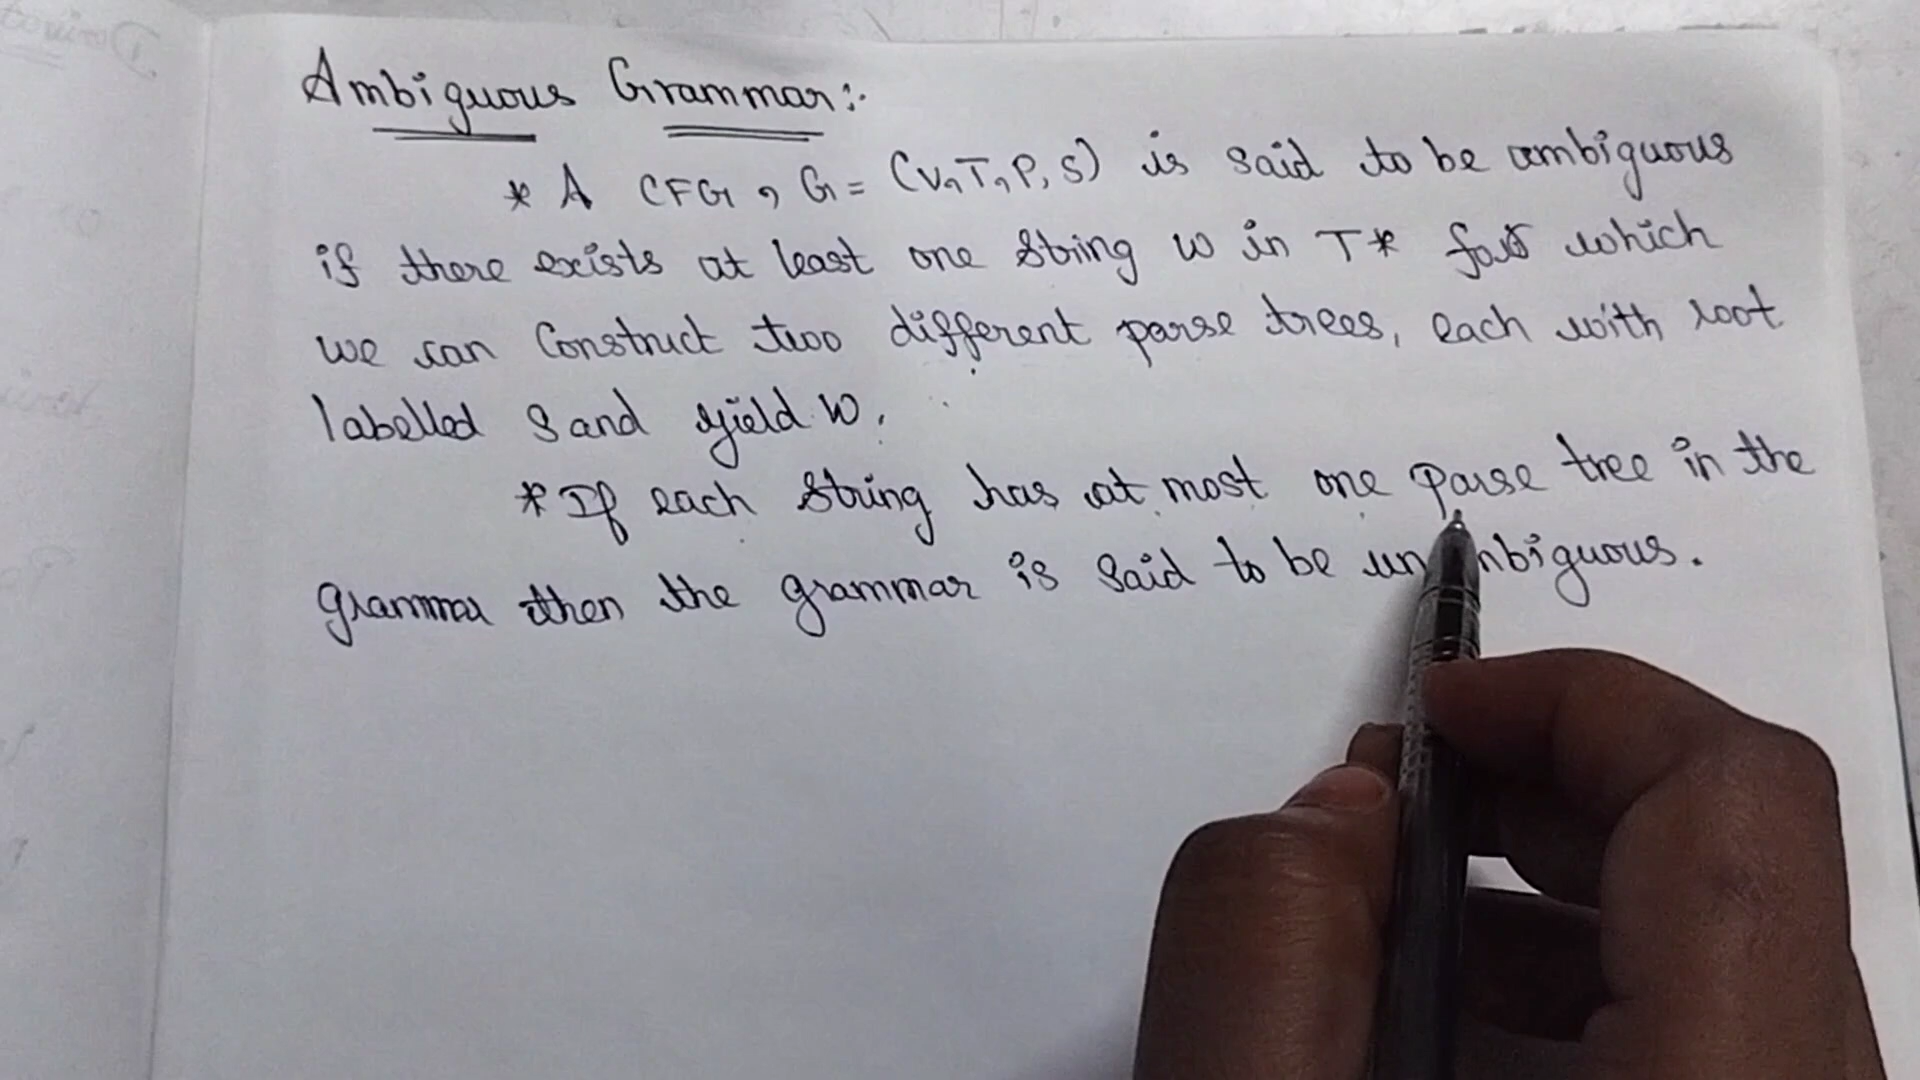 Ambiguous Grammar:-
* A CFG, G = (V, T, P, S) is said to be ambiguous
if there exists at least one string w in T* for which
we can construct two different parse trees, each with root
labelled S and yield w.
* If each string has at most one parse tree in the
grammar then the grammar is said to be unambiguous.